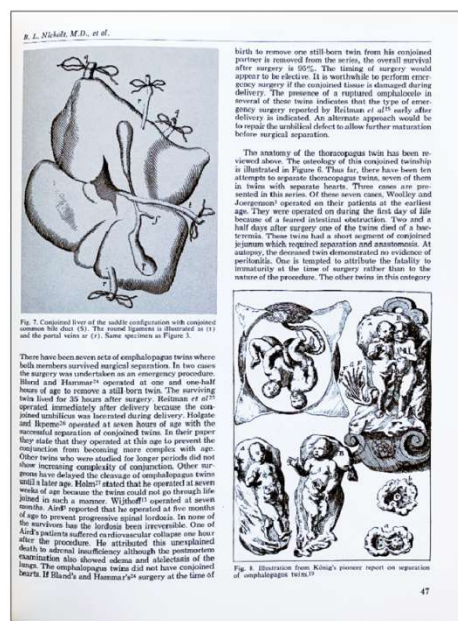 B. L. Nichols, M.D., et al.
Fig. 7. Conjoined liver of the saddle configuration with conjoined
common bile duct (S). The round ligament is illustrated as (t)
and the portal veins ar (r). Same specimen as Figure 3.
There have been seven sets of omphalopagus twins where
both members survived surgical separation. In two cases
the surgery was undertaken as an emergency procedure.
Bland and Hammar24 operated at one and one-half
hours of age to remove a still born twin. The surviving
twin lived for 35 hours after surgery. Reitman et al25
operated immediately after delivery because the con-
joined umbilicus was lacerated during delivery. Holgate
and Ikpeme26 operated at seven hours of age with the
successful separation of conjoined twins. In their paper
they state that they operated at this age to prevent the
conjunction from becoming more complex with age.
Other twins who were studied for longer periods did not
show increasing complexity of conjunction. Other sur-
geons have delayed the cleavage of omphalopagus twins
until a later age. Holm27 stated that he operated at seven
weeks of age because the twins could not go through life
joined in such a manner. Wijthoff11 operated at seven
months. Aird5 reported that he operated at five months
of age to prevent progressive spinal lordosis. In none of
the survivors has the lordosis been irreversible. One of
Aird's patients suffered cardiovascular collapse one hour
after the procedure. He attributed this unexplained
death to adrenal insufficiency although the postmortem
examination also showed edema and atelectasis of the
lungs. The omphalopagus twins did not have conjoined
hearts. If Bland's and Hammar's24 surgery at the time of
birth to remove one still-born twin from his conjoined
partner is removed from the series, the overall survival
after surgery is 95%. The timing of surgery would
appear to be elective. It is worthwhile to perform emer-
gency surgery if the conjoined tissue is damaged during
delivery. The presence of a ruptured omphalocele in
several of these twins indicates that the type of emer-
gency surgery reported by Reitman et al25 early after
delivery is indicated. An alternate approach would be
to repair the umbilical defect to allow further maturation
before surgical separation.
The anatomy of the thoracopagus twin has been re-
viewed above. The osteology of this conjoined twinship
is illustrated in Figure 6. Thus far, there have been ten
attempts to separate thoracopagus twins, seven of them
in twins with separate hearts. Three cases are pre-
sented in this series. Of these seven cases, Woolley and
Joergenson3 operated on their patients at the earliest
age. They were operated on during the first day of life
because of a feared intestinal obstruction. Two and a
half days after surgery one of the twins died of a bac-
teremia. These twins had a short segment of conjoined
jejunum which required separation and anastomosis. At
autopsy, the deceased twin demonstrated no evidence of
peritonitis. One is tempted to attribute the fatality to
immaturity at the time of surgery rather than to the
nature of the procedure. The other twins in this category
Fig. 8. Illustration from König's pioneer report on separation
of omphalopagus twins.23
47